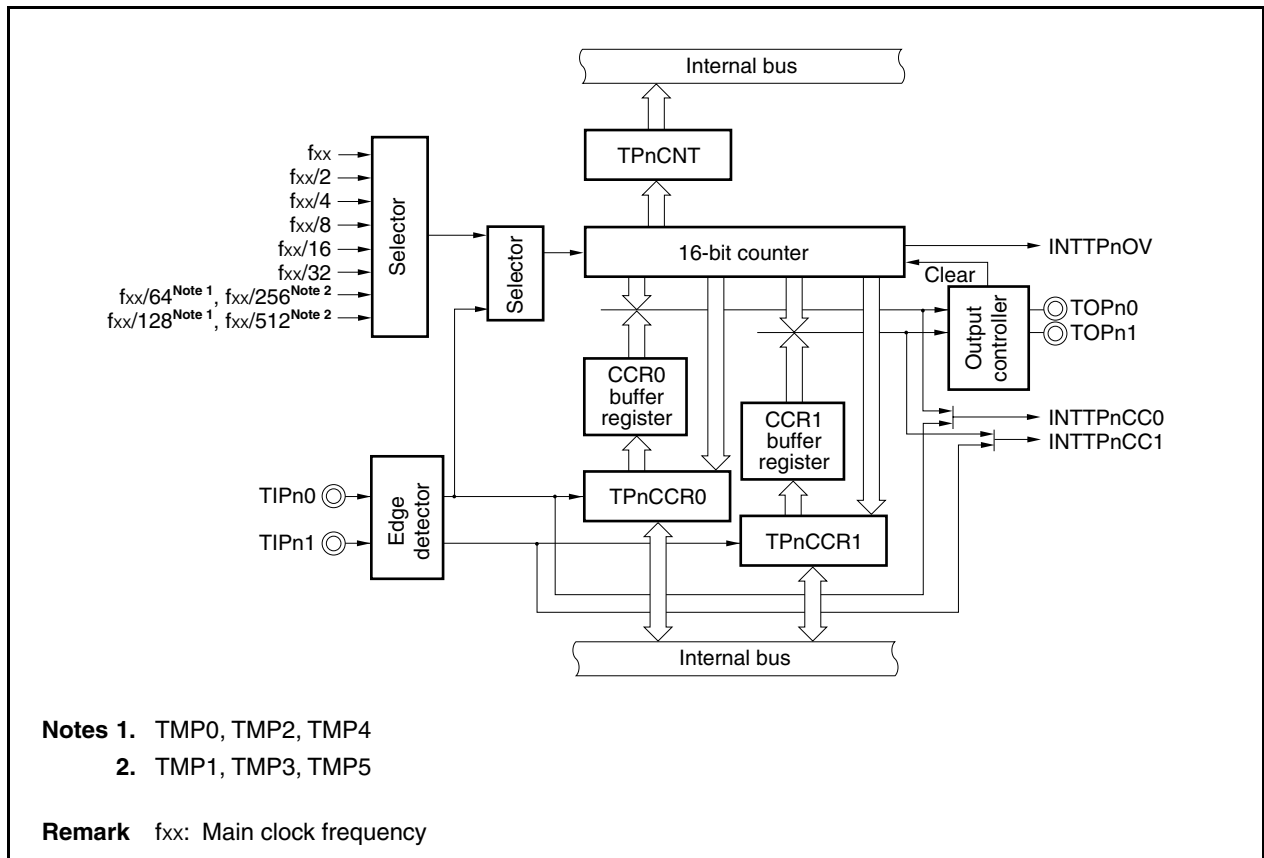 Internal bus
TPnCNT
fxx
fxx/2
fxx/4
fxx/8
fxx/16
fxx/32
fxx/64Note 1, fxx/256Note 2
fxx/128Note 1, fxx/512Note 2
Selector
Selector
16-bit counter
INTTPnOV
Clear
Output
controller
TOPn0
TOPn1
CCR0
buffer
register
CCR1
buffer
register
INTTPnCC0
INTTPnCC1
TIPn0
TIPn1
Edge
detector
TPnCCR0
TPnCCR1
Internal bus
Notes 1. TMP0, TMP2, TMP4
2. TMP1, TMP3, TMP5
Remark fxx: Main clock frequency